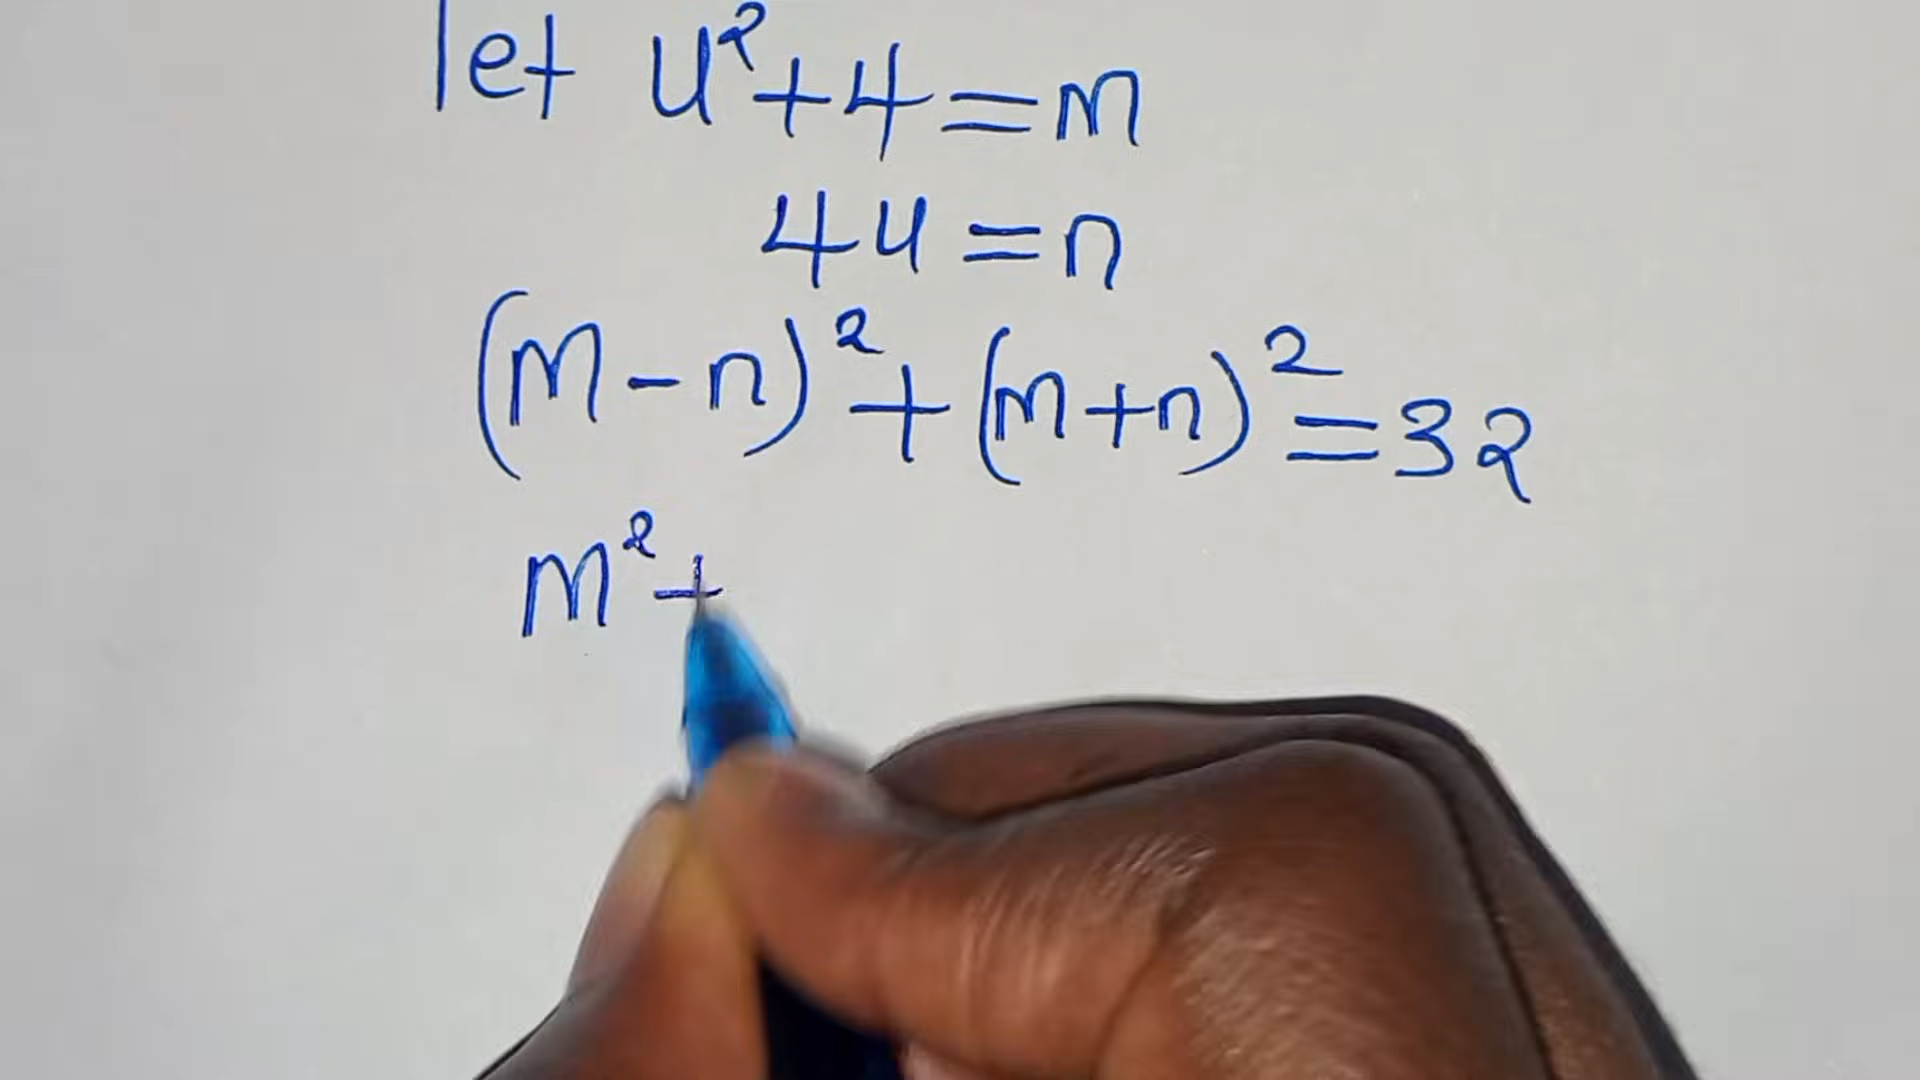 let u²+4=m
4u=n
(m-n)²+(m+n)²=32
m²+